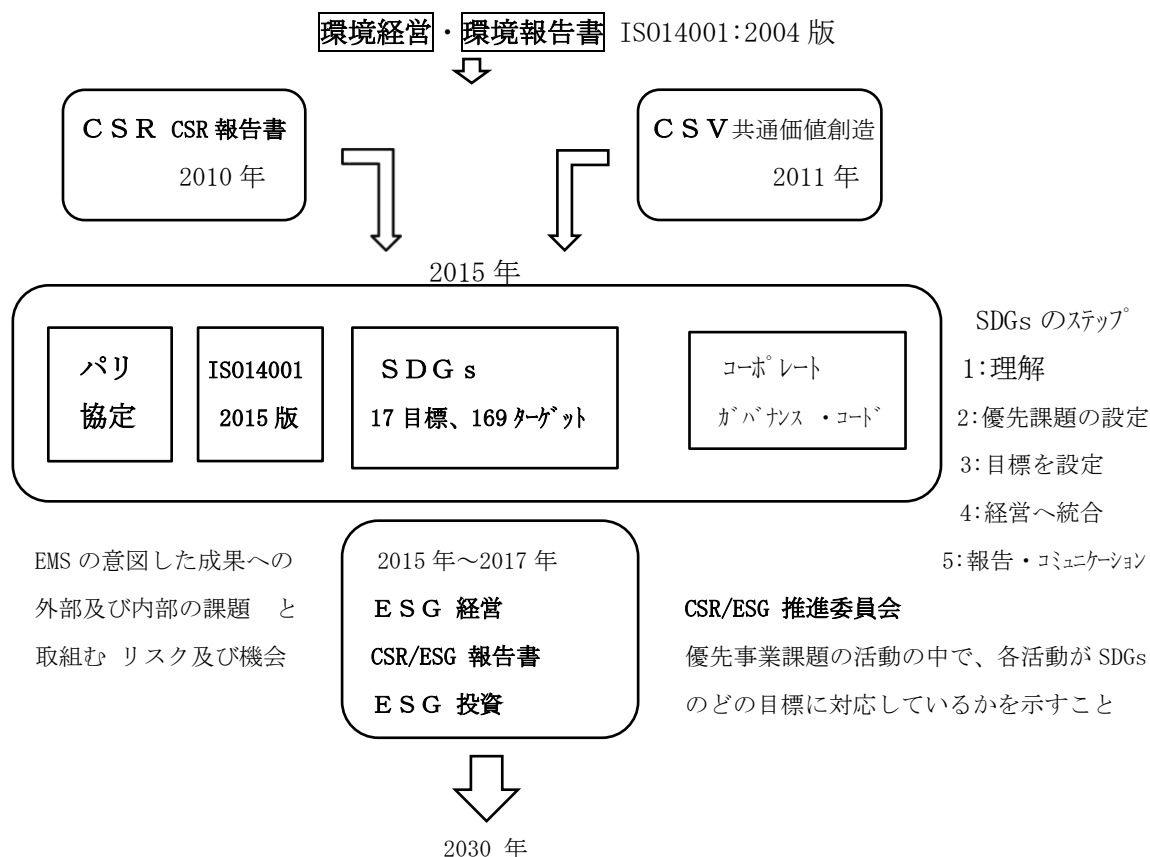 環境経営・環境報告書 ISO14001:2004 版
ＣＳＲ CSR 報告書
2010 年
ＣＳＶ共通価値創造
2011 年
2015 年
パリ
協定
ISO14001
2015 版
ＳＤＧｓ
17 目標、169 ﾀｰｹﾞｯﾄ
ｺｰﾎﾟﾚｰﾄ
ｶﾞﾊﾞﾅﾝｽ ・ｺｰﾄﾞ
SDGs のｽﾃｯﾌﾟ
1:理解
2:優先課題の設定
3:目標を設定
4:経営へ統合
5:報告・ｺﾐｭﾆｹｰｼｮﾝ
EMS の意図した成果への
外部及び内部の課題　と
取組む リスク及び機会
2015 年～2017 年
ＥＳＧ 経営
CSR/ESG 報告書
ＥＳＧ 投資
CSR/ESG 推進委員会
優先事業課題の活動の中で、各活動が SDGs
のどの目標に対応しているかを示すこと
2030 年